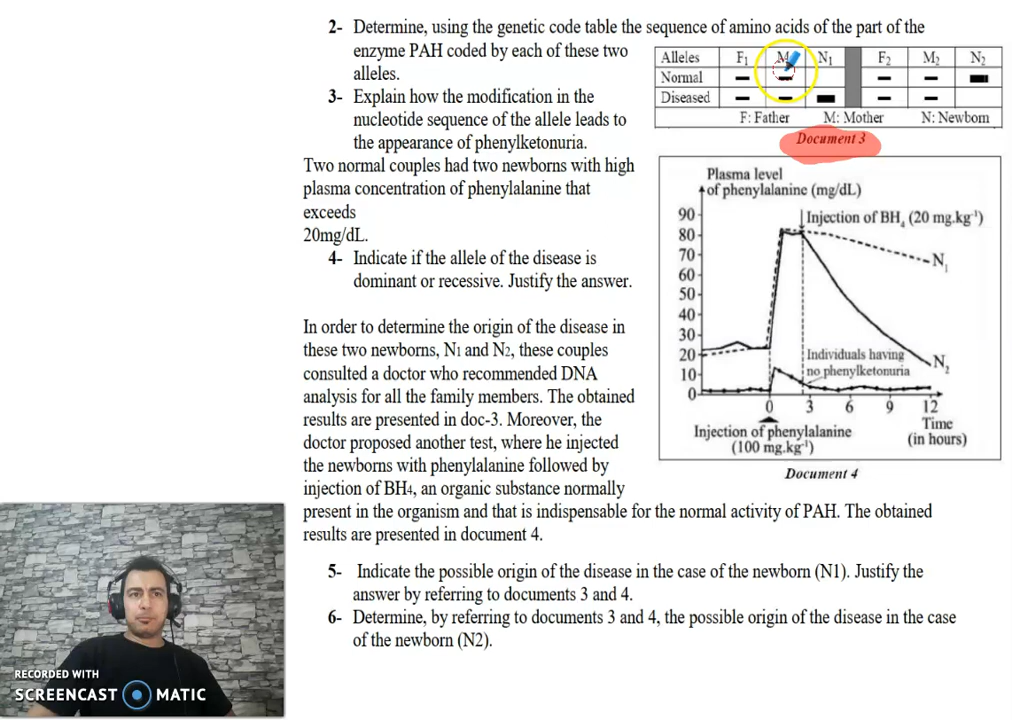 2- Determine, using the genetic code table the sequence of amino acids of the part of the
enzyme PAH coded by each of these two
alleles.
3- Explain how the modification in the
nucleotide sequence of the allele leads to
the appearance of phenylketonuria.
Two normal couples had two newborns with high
plasma concentration of phenylalanine that
exceeds
20mg/dL.
4- Indicate if the allele of the disease is
dominant or recessive. Justify the answer.
In order to determine the origin of the disease in
these two newborns, N1 and N2, these couples
consulted a doctor who recommended DNA
analysis for all the family members. The obtained
results are presented in doc-3. Moreover, the
doctor proposed another test, where he injected
the newborns with phenylalanine followed by
injection of BH4, an organic substance normally
present in the organism and that is indispensable for the normal activity of PAH. The obtained
results are presented in document 4.
5- Indicate the possible origin of the disease in the case of the newborn (N1). Justify the
answer by referring to documents 3 and 4.
6- Determine, by referring to documents 3 and 4, the possible origin of the disease in the case
of the newborn (N2).
Alleles F1 M N1 F2 M2 N2
Normal
Diseased
F: Father M: Mother N: Newborn
Document 3
Plasma level
of phenylalanine (mg/dL)
Injection of BH4 (20 mg.kg-1)
90
80
70
60
50
40
30
20
10
0
N1
N2
Individuals having
no phenylketonuria
0 3 6 9 12
Time
(in hours)
Injection of phenylalanine
(100 mg.kg-1)
Document 4
RECORDED WITH
SCREENCAST MATIC